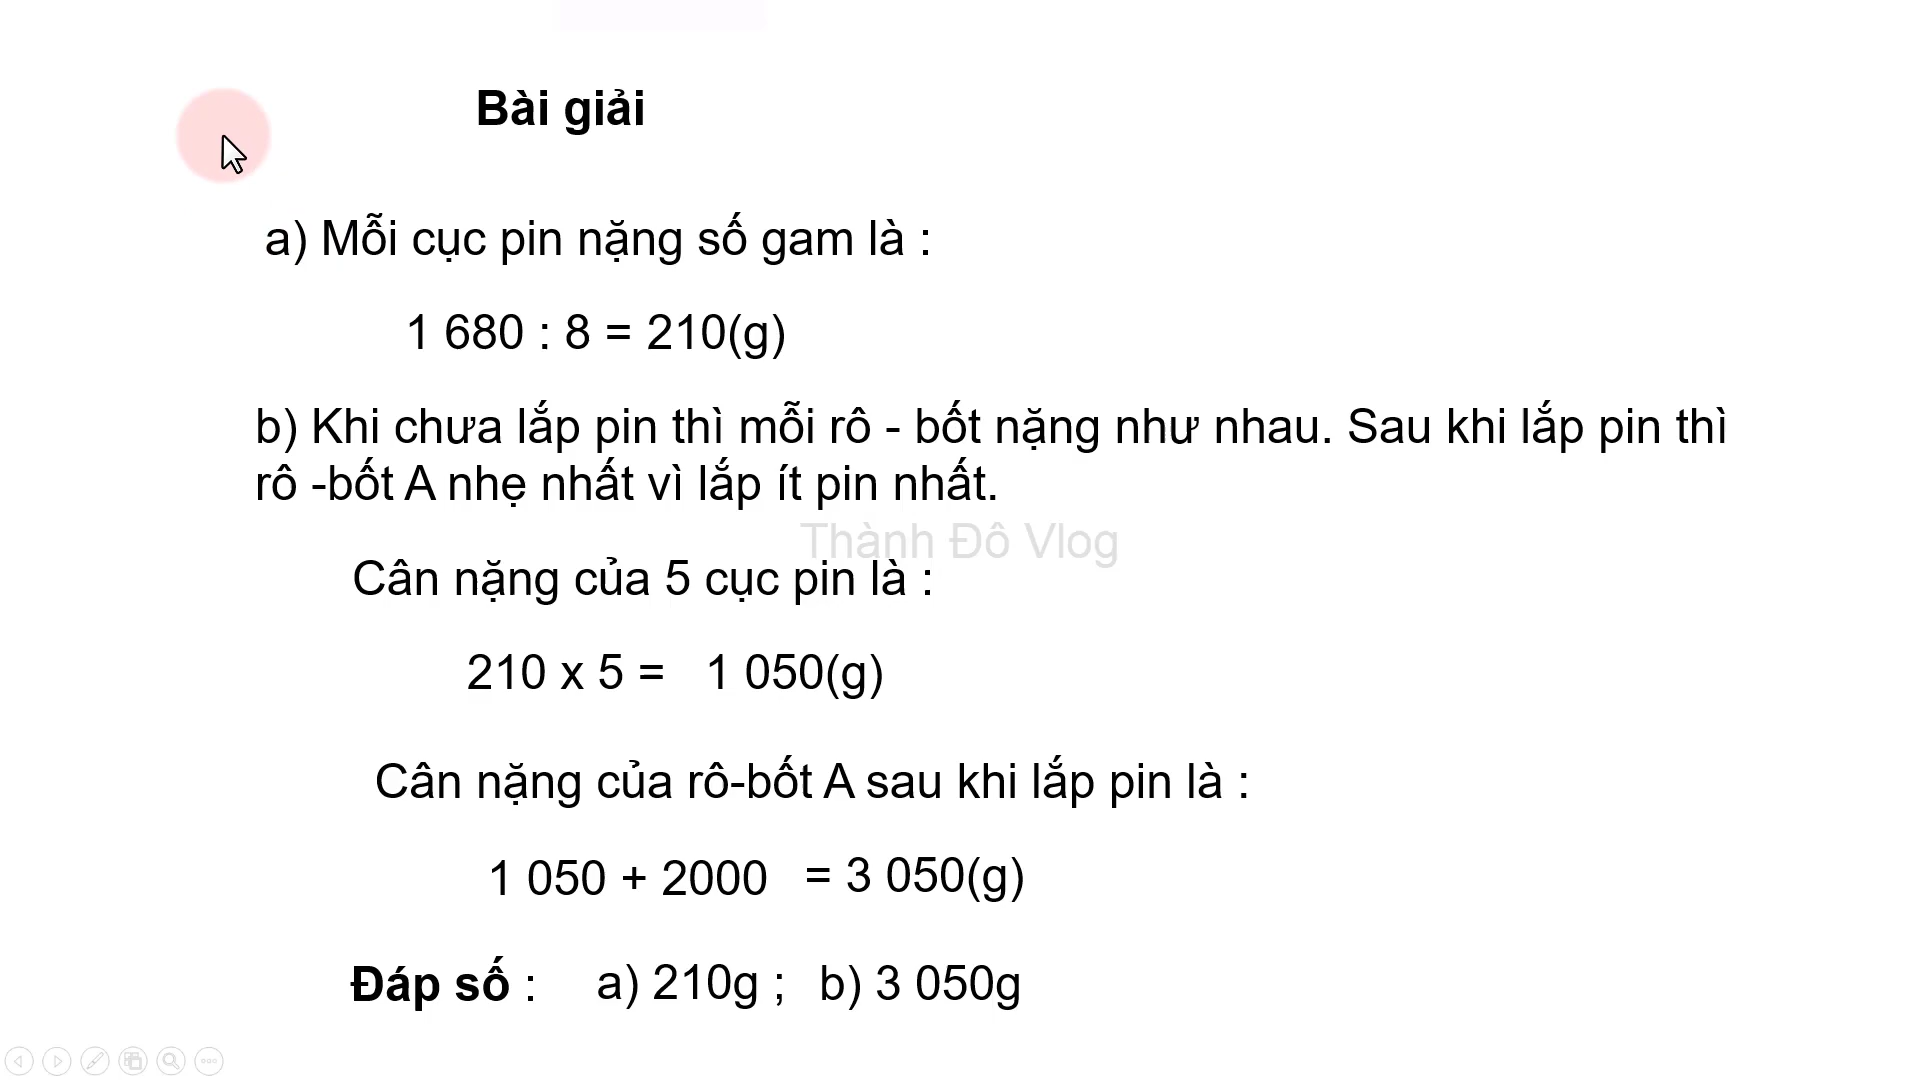 Bài giải
a) Mỗi cục pin nặng số gam là :
1 680 : 8 = 210(g)
b) Khi chưa lắp pin thì mỗi rô - bốt nặng như nhau. Sau khi lắp pin thì
rô -bốt A nhẹ nhất vì lắp ít pin nhất.
Thành Đô Vlog
Cân nặng của 5 cục pin là :
210 x 5 = 1 050(g)
Cân nặng của rô-bốt A sau khi lắp pin là :
1 050 + 2000 = 3 050(g)
Đáp số : a) 210g ; b) 3 050g